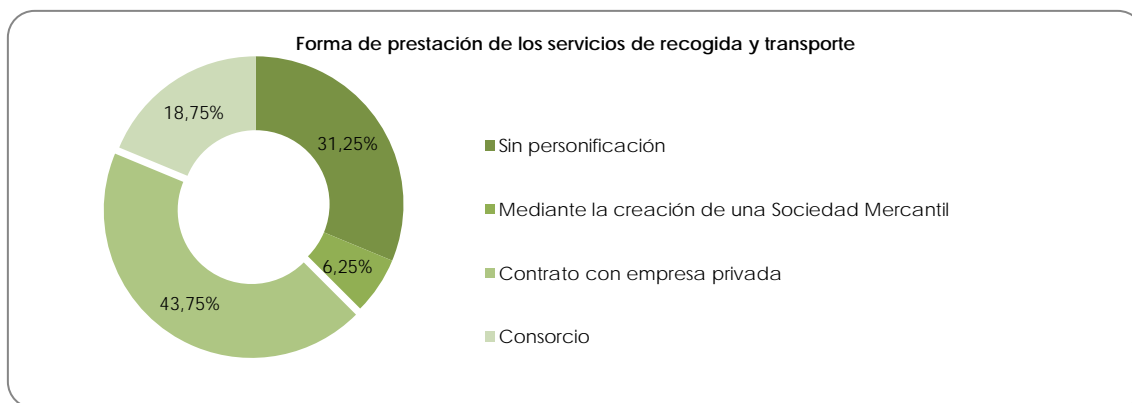 Forma de prestación de los servicios de recogida y transporte
18,75%
31,25%
6,25%
43,75%
Sin personificación
Mediante la creación de una Sociedad Mercantil
Contrato con empresa privada
Consorcio